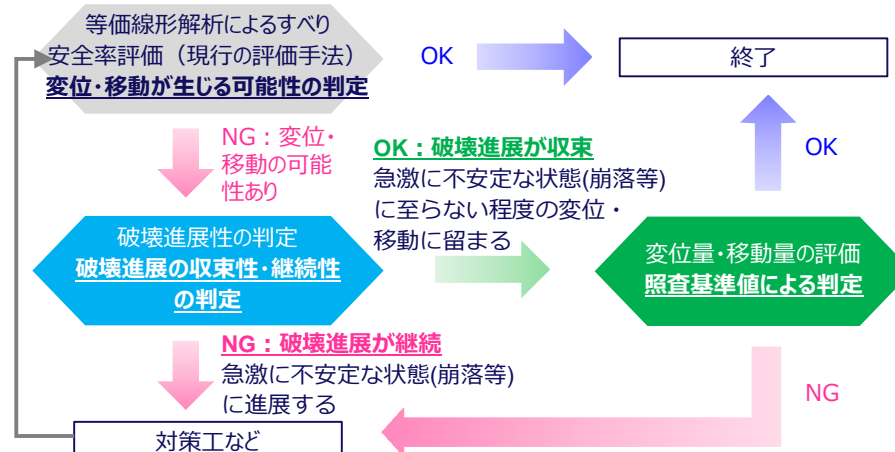 等価線形解析によるすべり
安全率評価（現行の評価手法）
変位・移動が生じる可能性の判定
OK
終了
NG：変位・
移動の可能
性あり
OK：破壊進展が収束
急激に不安定な状態(崩落等)
に至らない程度の変位・
移動に留まる
OK
破壊進展性の判定
破壊進展の収束性・継続性
の判定
変位量・移動量の評価
照査基準値による判定
NG：破壊進展が継続
急激に不安定な状態(崩落等)
に進展する
NG
対策工など